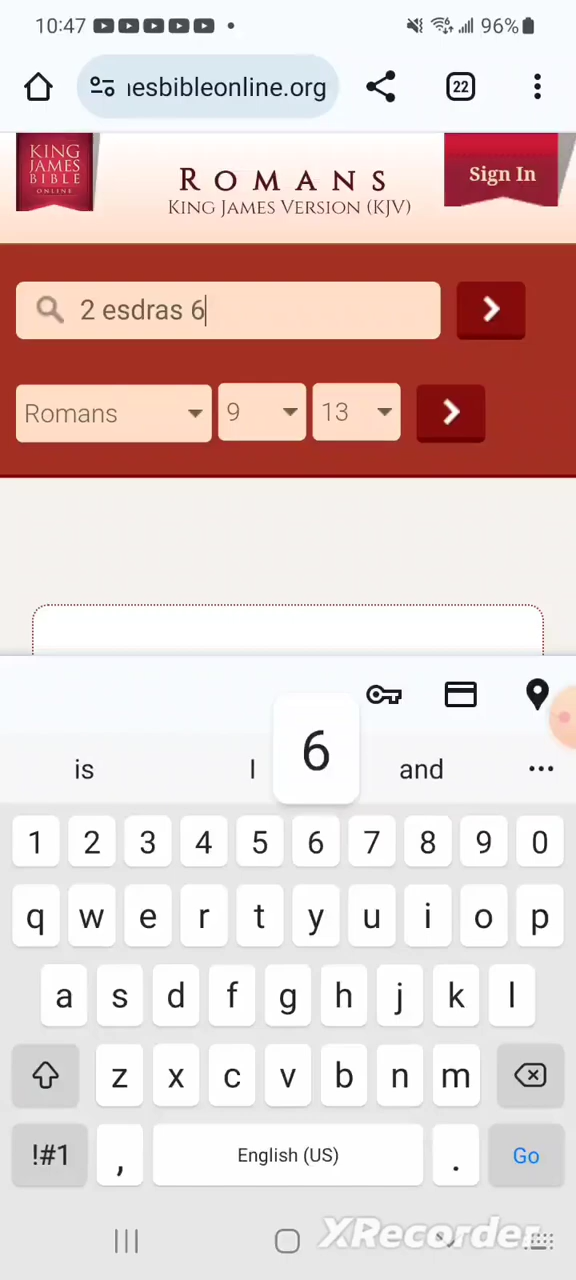 10:47 96%
iesbibleonline.org 22
KING
JAMES
BIBLE
ONLINE
ROMANS
KING JAMES VERSION (KJV)
Sign In
2 esdras 6
Romans 9 13
6
is I and ...
1 2 3 4 5 6 7 8 9 0
q w e r t y u i o p
a s d f g h j k l
z x c v b n m
!#1 , English (US) . Go
XRecorder